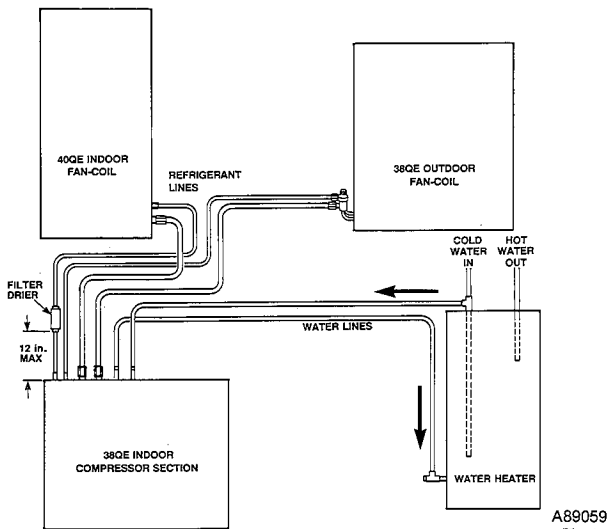 40QE INDOOR
FAN-COIL
REFRIGERANT
LINES
38QE OUTDOOR
FAN-COIL
COLD
WATER
IN
HOT
WATER
OUT
FILTER
DRIER
12 in.
MAX
WATER LINES
38QE INDOOR
COMPRESSOR SECTION
WATER HEATER
A89059